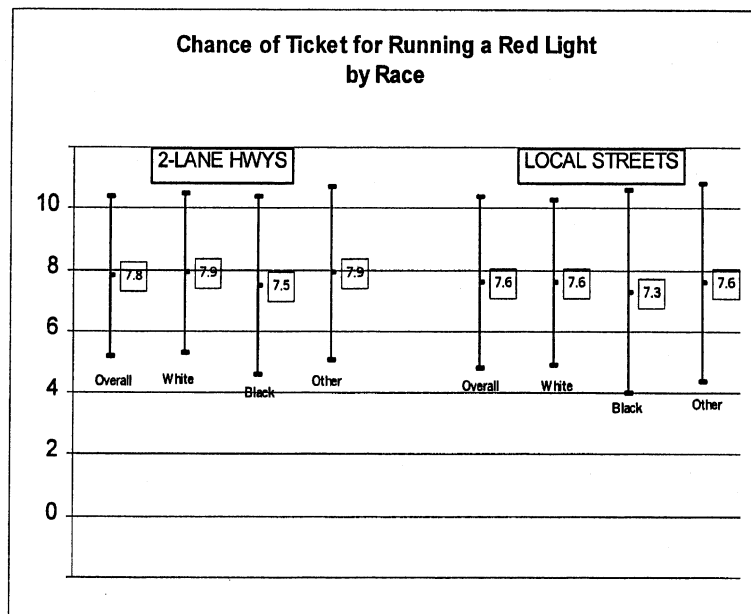 Chance of Ticket for Running a Red Light
by Race
2-LANE HWYS
LOCAL STREETS
10
8
6
4
2
0
7.8
7.9
7.5
7.9
7.6
7.6
7.3
7.6
Overall
White
Black
Other
Overall
White
Black
Other